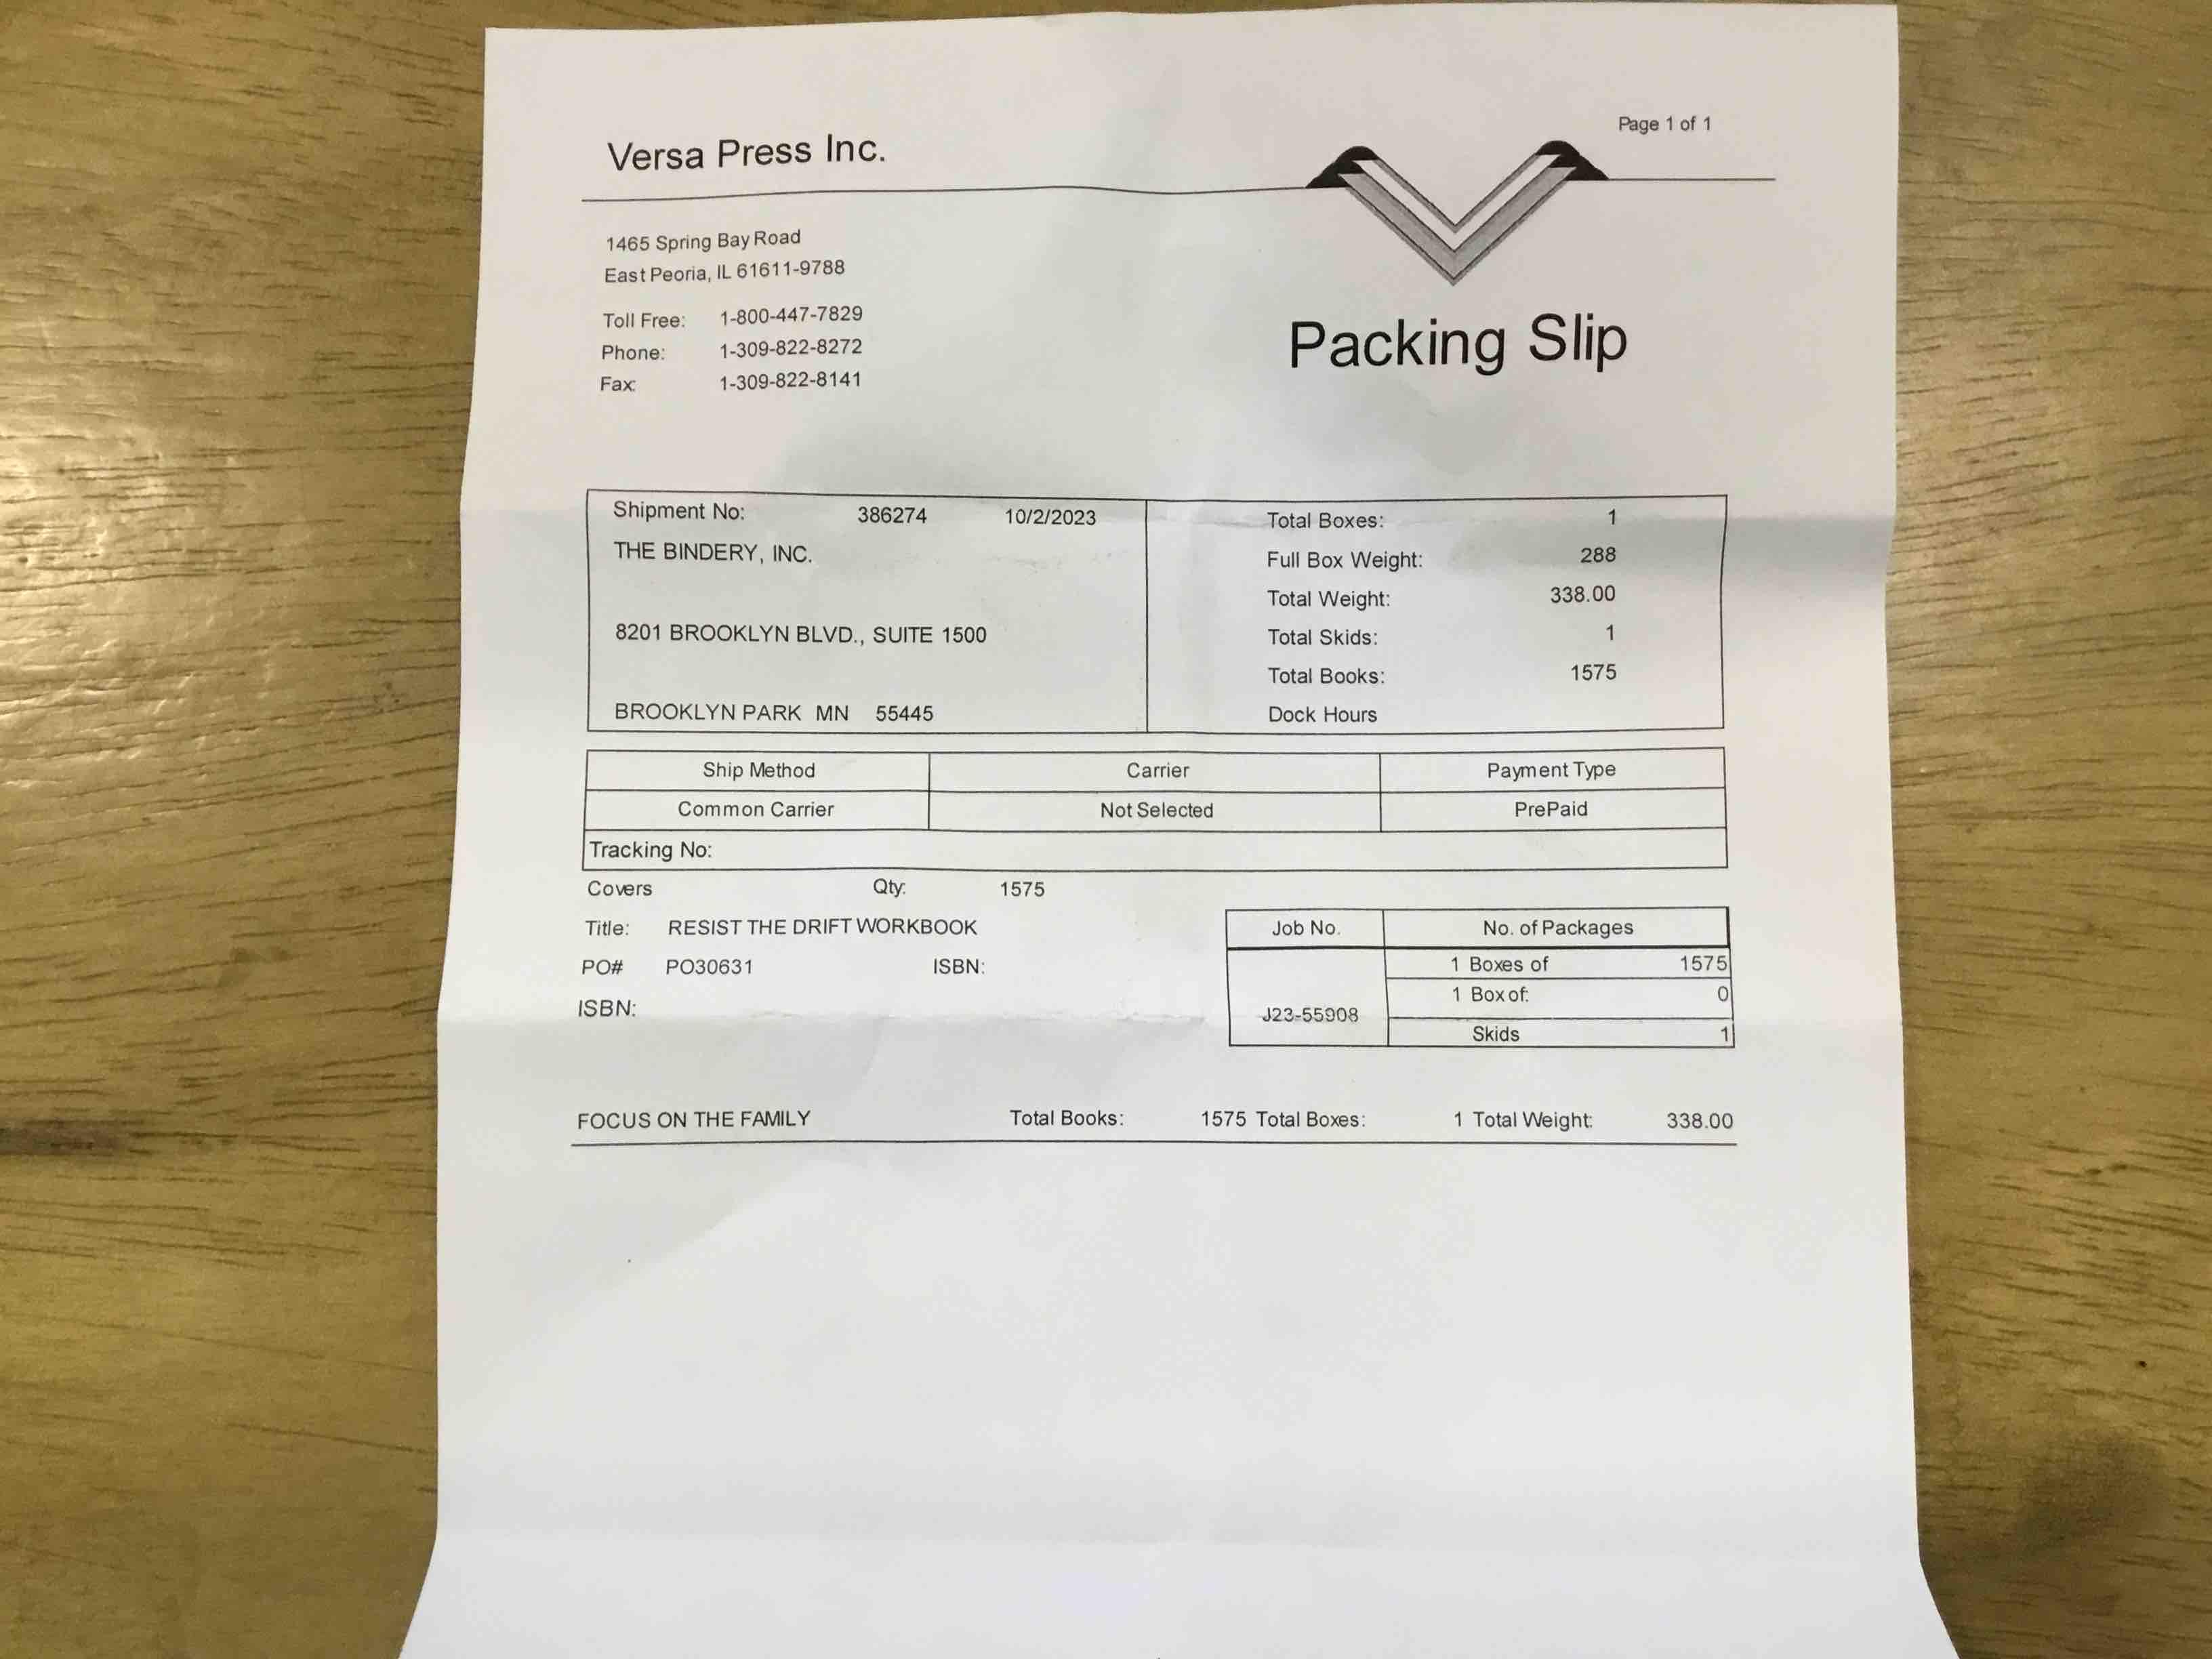 Page 1 of 1
Versa Press Inc.
1465 Spring Bay Road
East Peoria, IL 61611-9788
Toll Free: 1-800-447-7829
Phone: 1-309-822-8272
Fax: 1-309-822-8141
Packing Slip
Shipment No: 386274 10/2/2023
THE BINDERY, INC.
8201 BROOKLYN BLVD., SUITE 1500
BROOKLYN PARK MN 55445
Total Boxes: 1
Full Box Weight: 288
Total Weight: 338.00
Total Skids: 1
Total Books: 1575
Dock Hours
Ship Method Carrier Payment Type
Common Carrier Not Selected PrePaid
Tracking No:
Covers Qty: 1575
Title: RESIST THE DRIFT WORKBOOK
PO# PO30631 ISBN:
ISBN:
Job No. No. of Packages
1 Boxes of 1575
1 Box of: 0
J23-55908
Skids 1
FOCUS ON THE FAMILY Total Books: 1575 Total Boxes: 1 Total Weight: 338.00